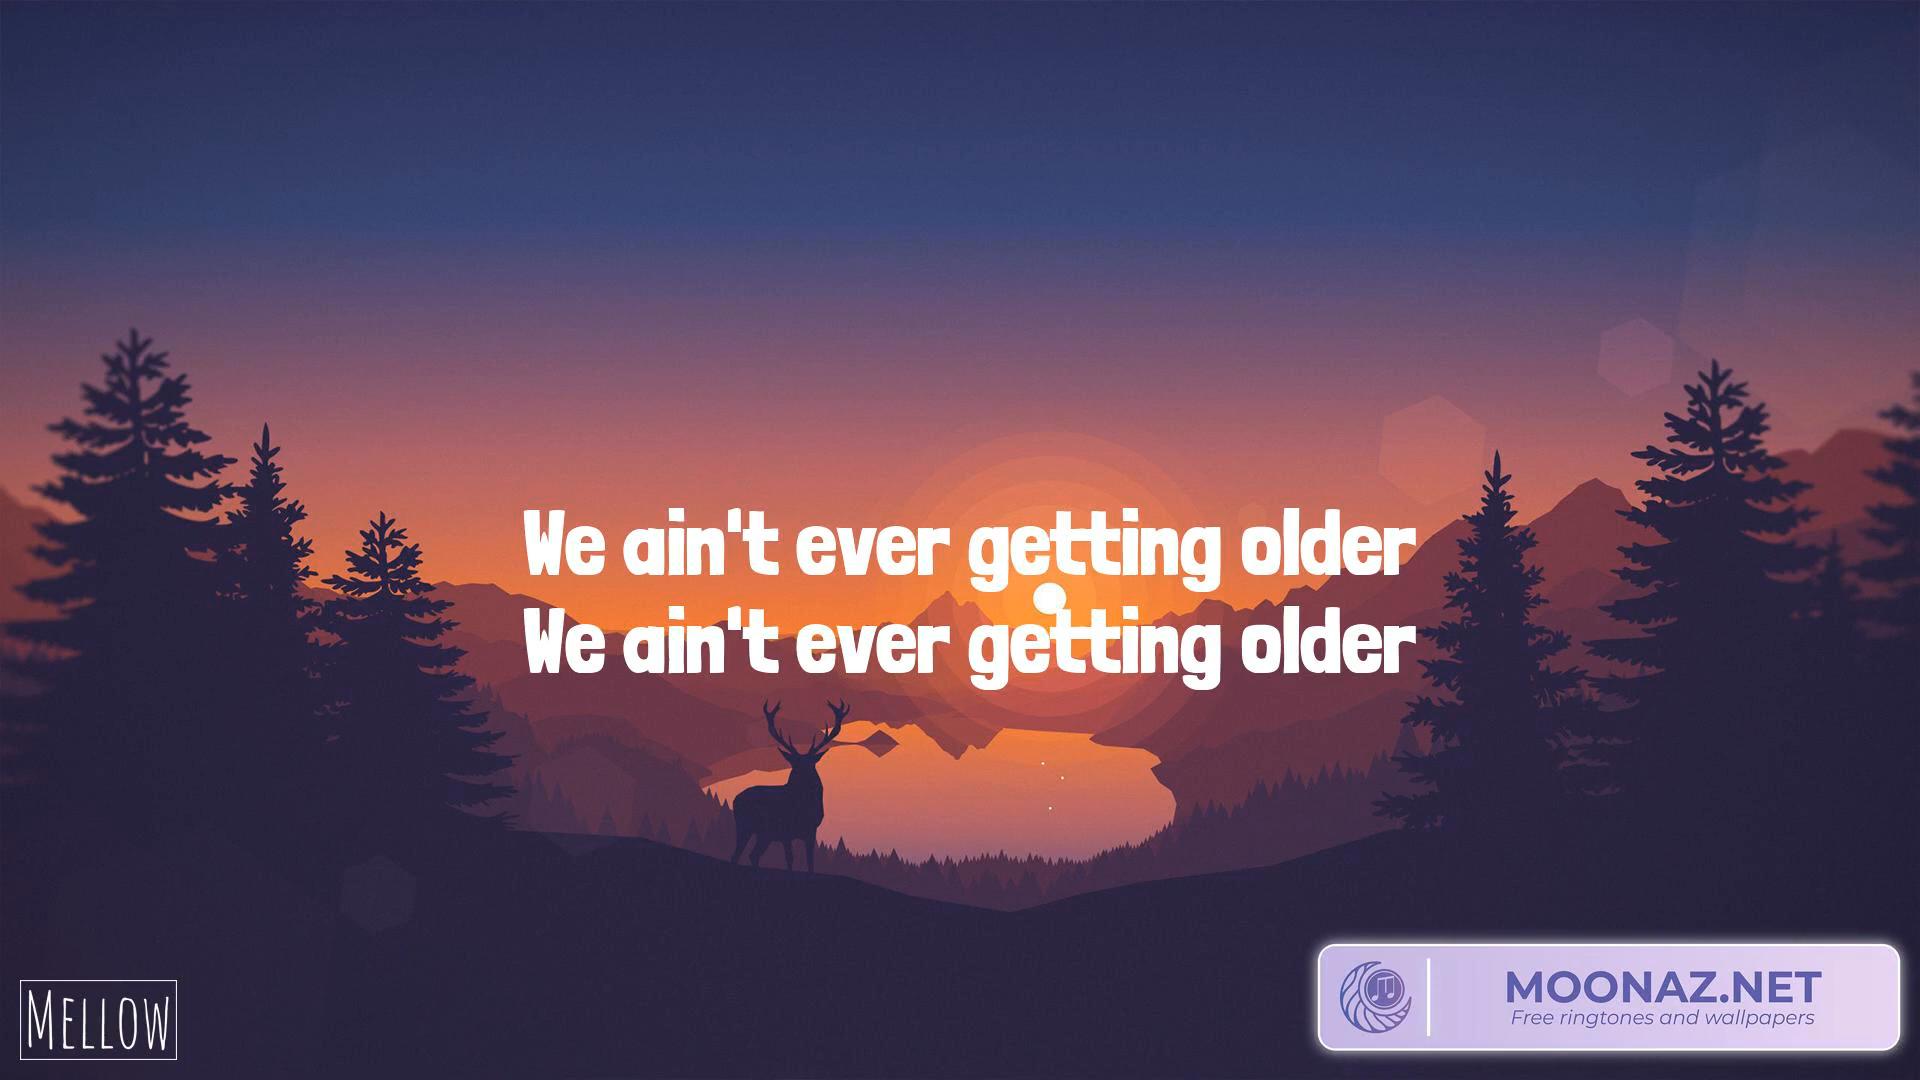 We ain't ever getting older
We ain't ever getting older
MELLOW
MOONAZ.NET
Free ringtones and wallpapers